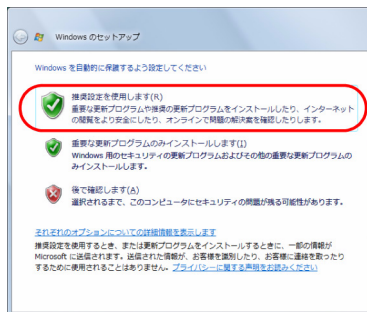 Windows のセットアップ
Windows を自動的に保護するよう設定してください
推奨設定を使用します(R)
重要な更新プログラムや推奨の更新プログラムをインストールしたり、インターネット
の閲覧をより安全にしたり、オンラインで問題の解決策を確認したりします。
重要な更新プログラムのみインストールします(I)
Windows 用のセキュリティの更新プログラムおよびその他の重要な更新プログラムの
みインストールします。
後で確認します(A)
選択されるまで、このコンピュータにセキュリティの問題が残る可能性があります。
それぞれのオプションについての詳細情報を表示します
推奨設定を使用するとき、または更新プログラムをインストールするときに、一部の情報が
Microsoft に送信されます。送信された情報が、お客様を識別したり、お客様に連絡を取ったり
するために使用されることはありません。プライバシーに関する声明をお読みください